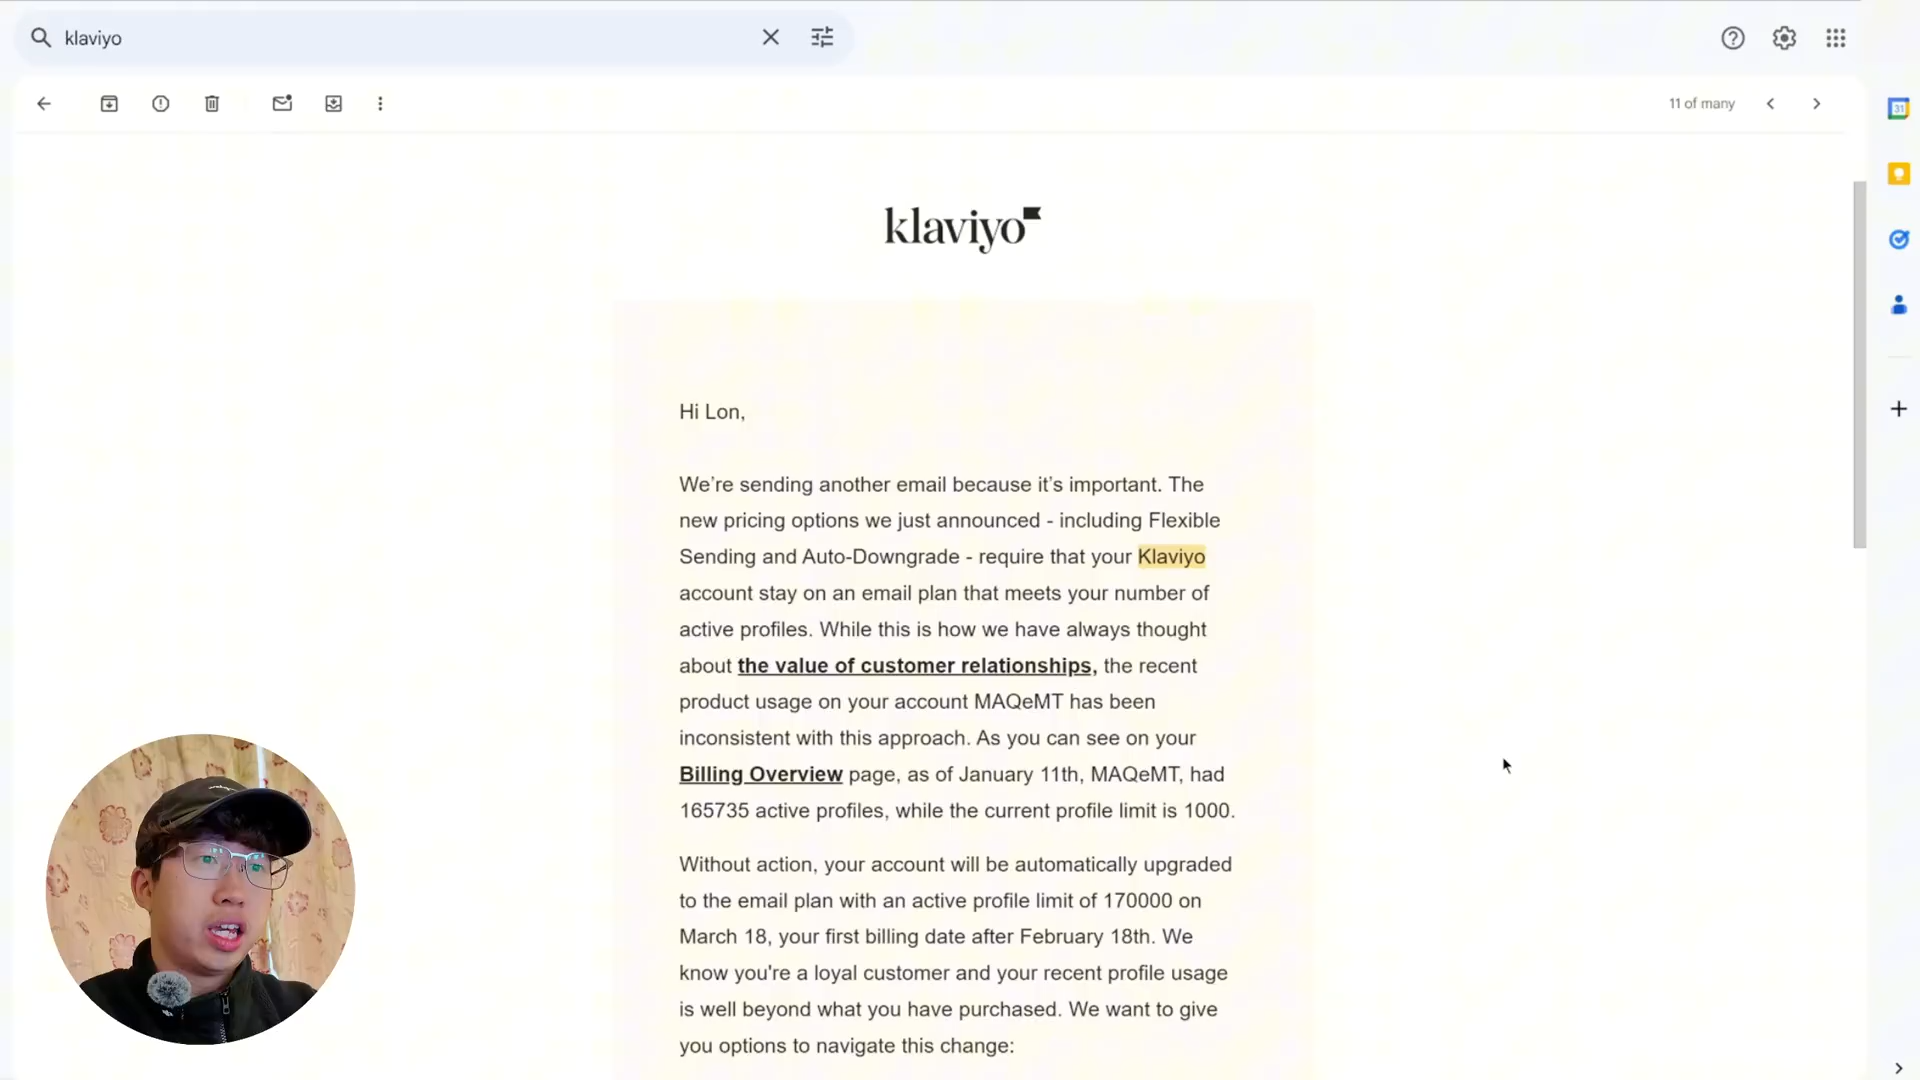 klaviyo
11 of many
31
klaviyo
Hi Lon,
We’re sending another email because it’s important. The
new pricing options we just announced - including Flexible
Sending and Auto-Downgrade - require that your Klaviyo
account stay on an email plan that meets your number of
active profiles. While this is how we have always thought
about the value of customer relationships, the recent
product usage on your account MAQeMT has been
inconsistent with this approach. As you can see on your
Billing Overview page, as of January 11th, MAQeMT, had
165735 active profiles, while the current profile limit is 1000.
Without action, your account will be automatically upgraded
to the email plan with an active profile limit of 170000 on
March 18, your first billing date after February 18th. We
know you're a loyal customer and your recent profile usage
is well beyond what you have purchased. We want to give
you options to navigate this change: